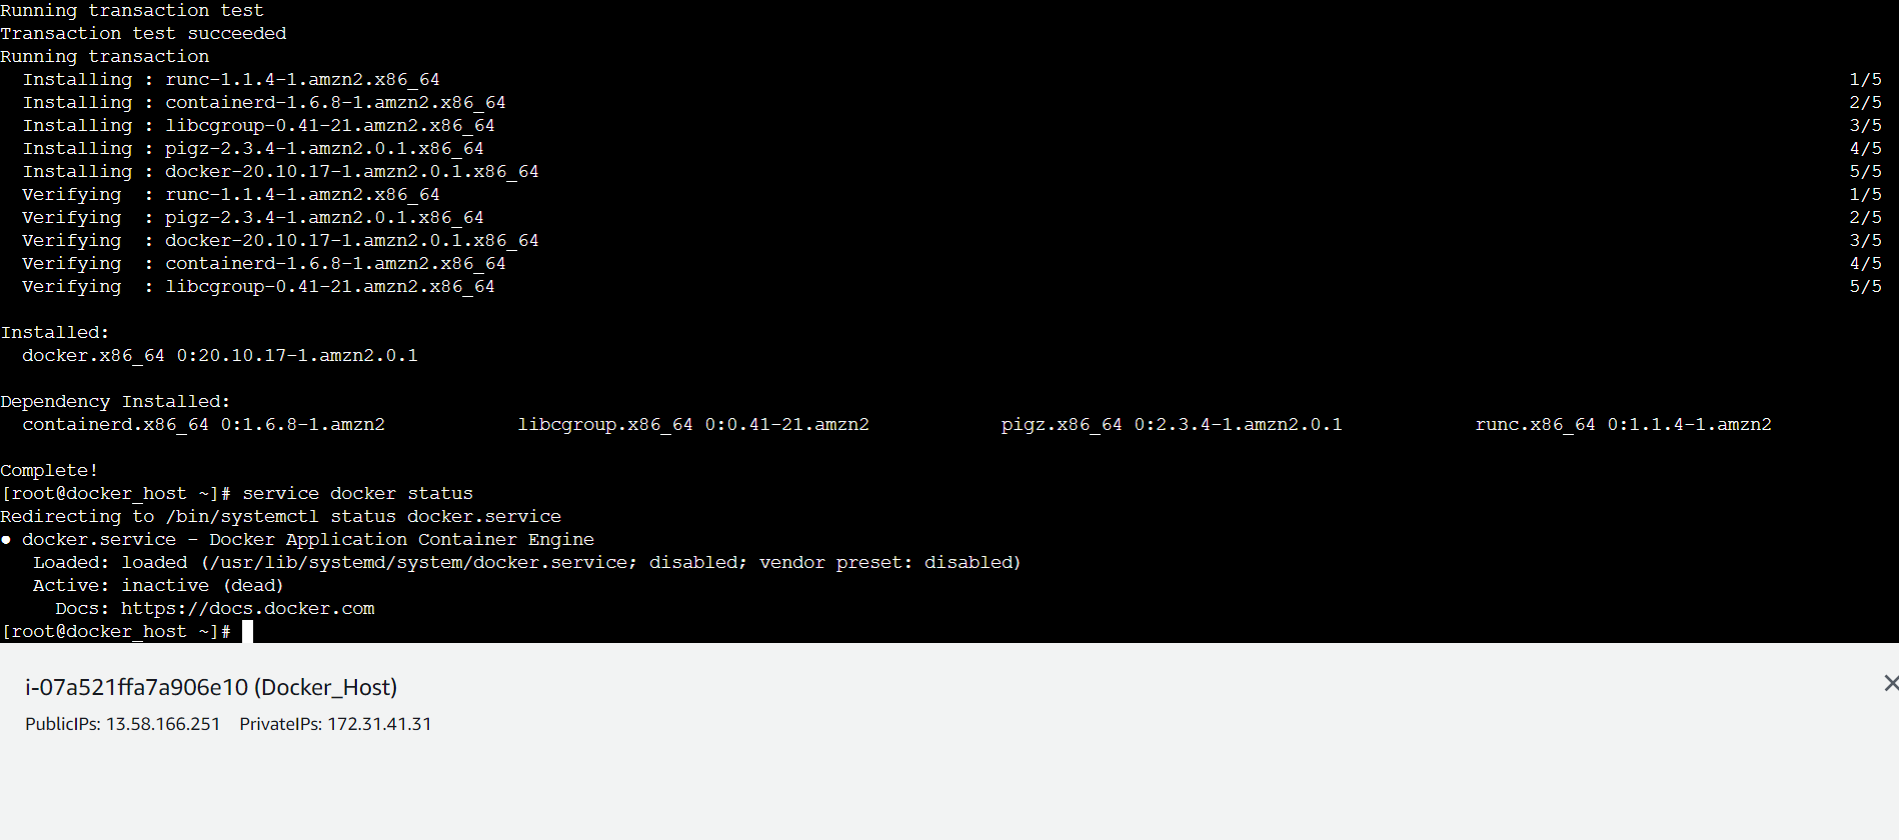 Running transaction test
Transaction test succeeded
Running transaction
  Installing : runc-1.1.4-1.amzn2.x86_64 1/5
  Installing : containerd-1.6.8-1.amzn2.x86_64 2/5
  Installing : libcgroup-0.41-21.amzn2.x86_64 3/5
  Installing : pigz-2.3.4-1.amzn2.0.1.x86_64 4/5
  Installing : docker-20.10.17-1.amzn2.0.1.x86_64 5/5
  Verifying  : runc-1.1.4-1.amzn2.x86_64 1/5
  Verifying  : pigz-2.3.4-1.amzn2.0.1.x86_64 2/5
  Verifying  : docker-20.10.17-1.amzn2.0.1.x86_64 3/5
  Verifying  : containerd-1.6.8-1.amzn2.x86_64 4/5
  Verifying  : libcgroup-0.41-21.amzn2.x86_64 5/5
Installed:
  docker.x86_64 0:20.10.17-1.amzn2.0.1
Dependency Installed:
  containerd.x86_64 0:1.6.8-1.amzn2 libcgroup.x86_64 0:0.41-21.amzn2 pigz.x86_64 0:2.3.4-1.amzn2.0.1 runc.x86_64 0:1.1.4-1.amzn2
Complete!
[root@docker_host ~]# service docker status
Redirecting to /bin/systemctl status docker.service
● docker.service - Docker Application Container Engine
   Loaded: loaded (/usr/lib/systemd/system/docker.service; disabled; vendor preset: disabled)
   Active: inactive (dead)
     Docs: https://docs.docker.com
[root@docker_host ~]#
i-07a521ffa7a906e10 (Docker_Host)
PublicIPs: 13.58.166.251 PrivateIPs: 172.31.41.31